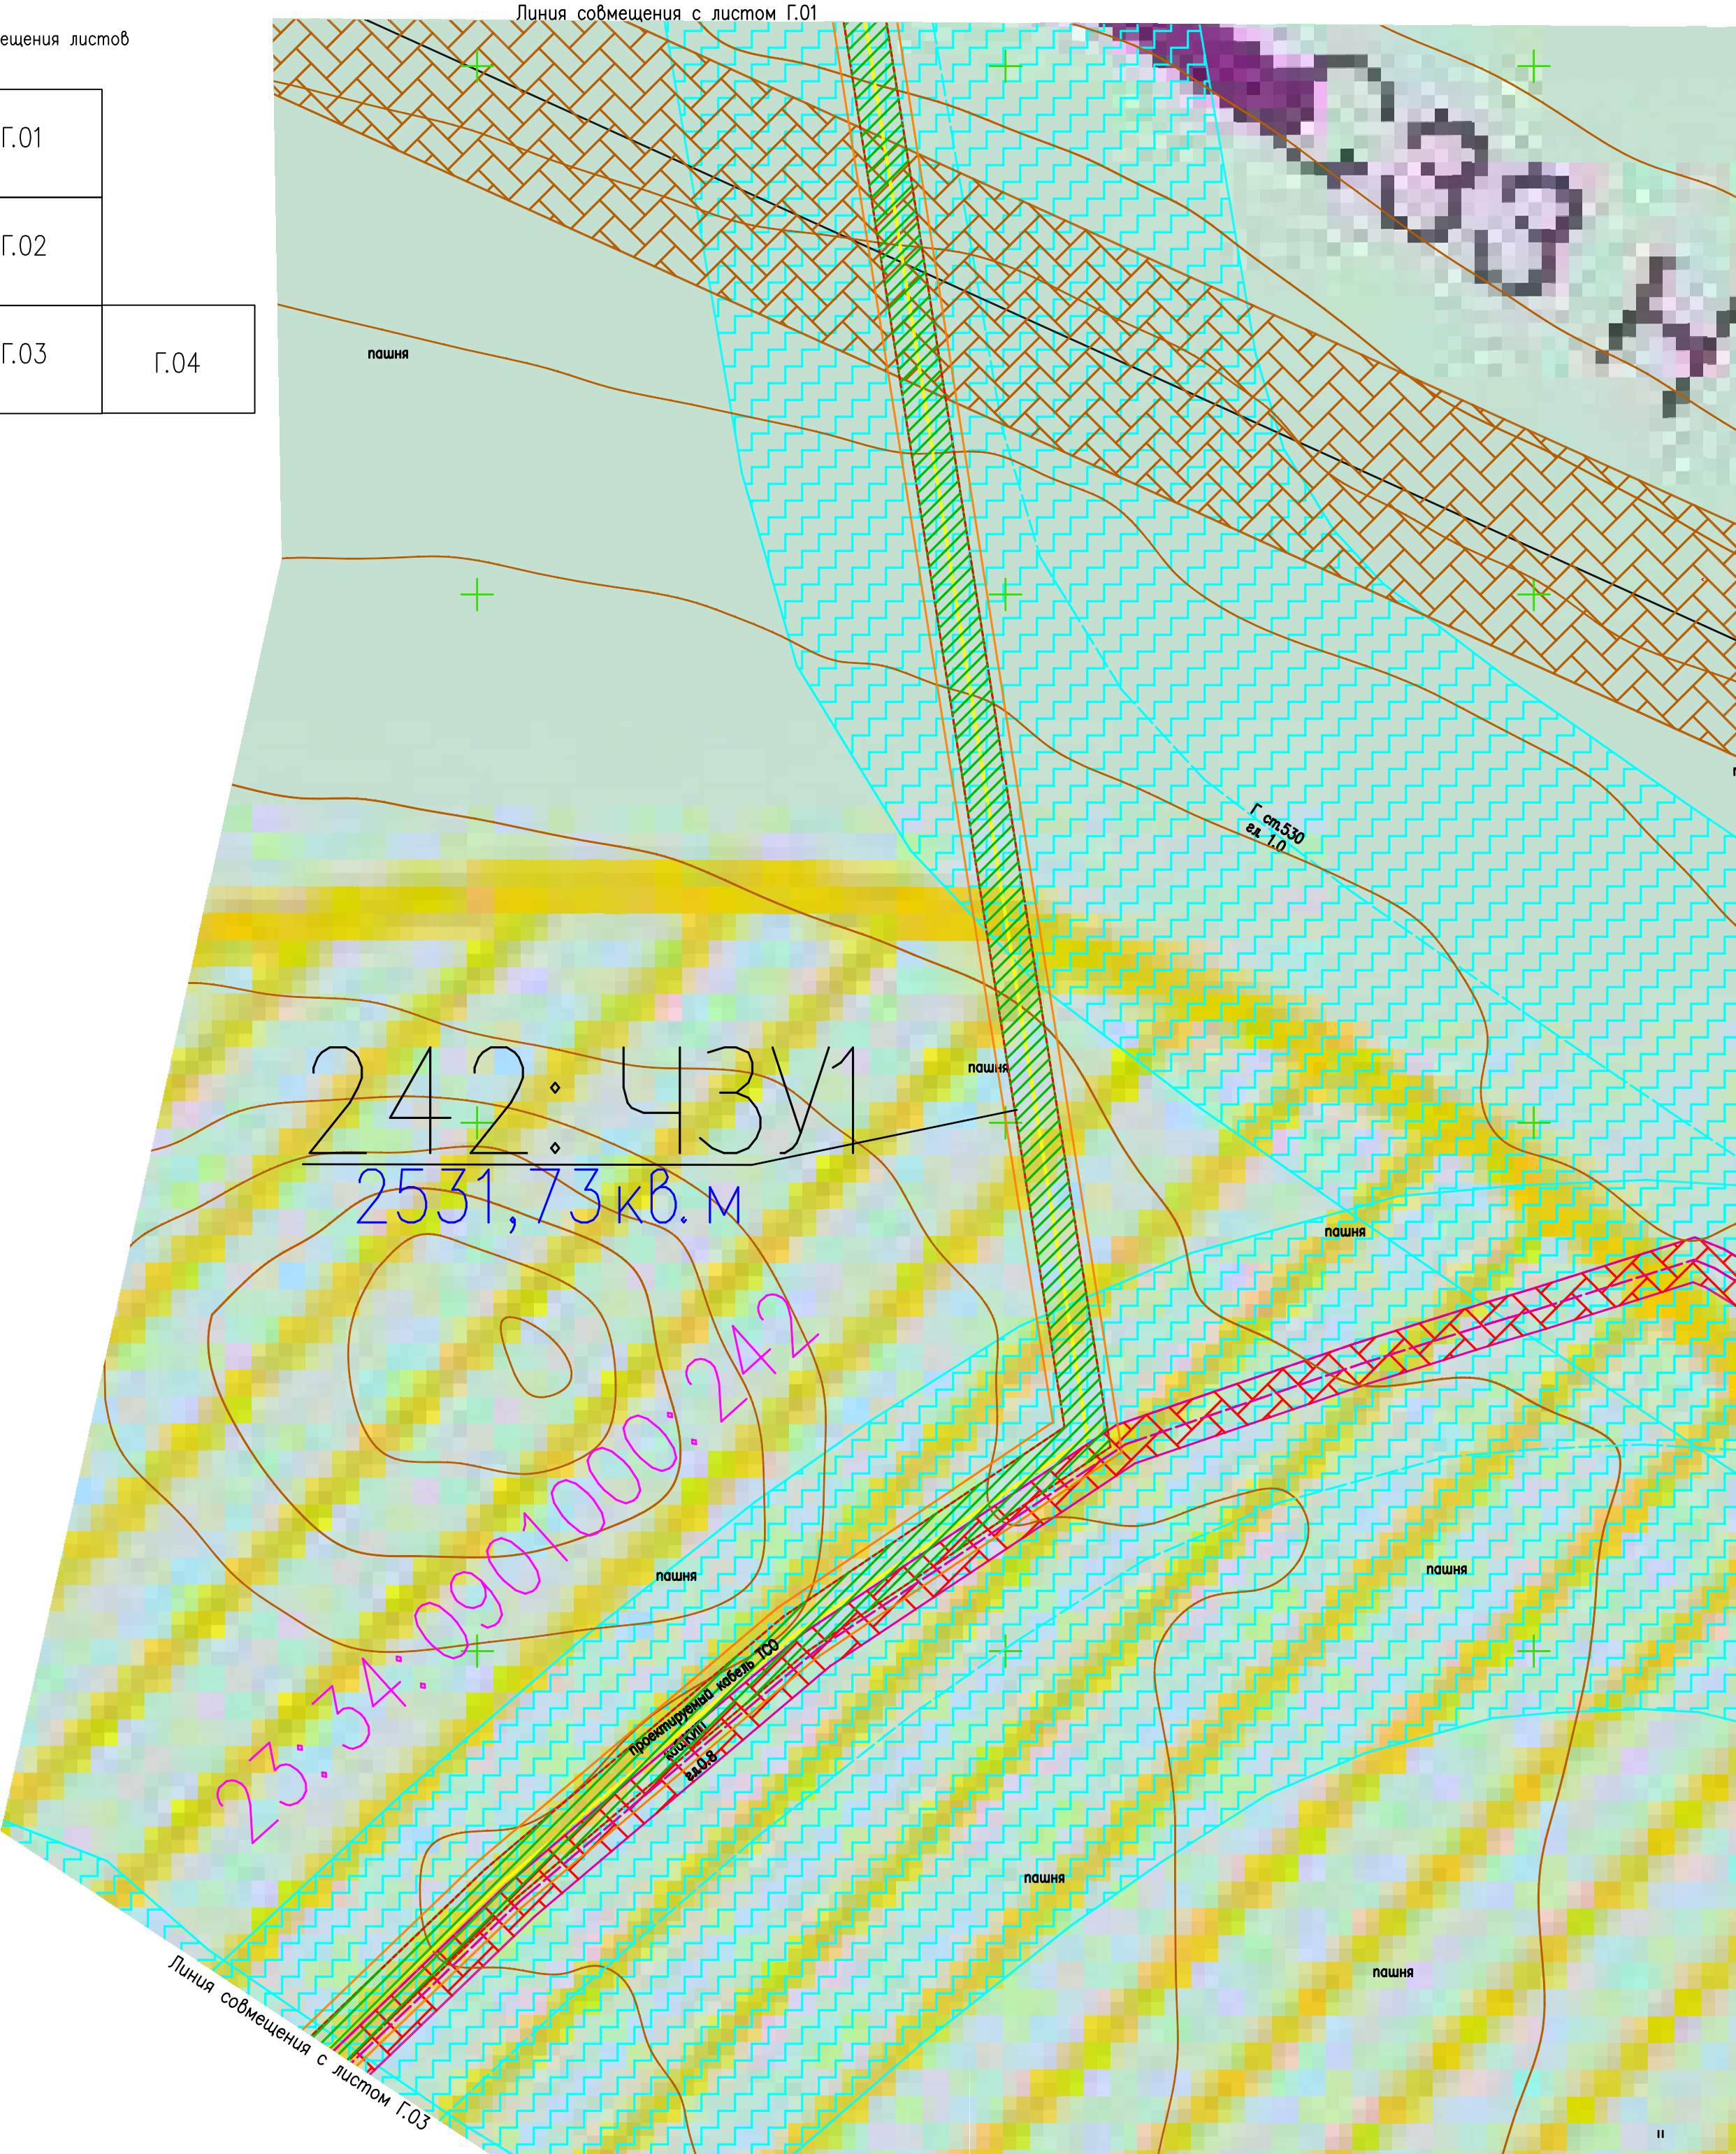 Линия совмещения с листом Г.01
ещения листов
Г.01
Г.02
Г.03
Г.04
пашня
Г ст.530
гл. 1.0
242:ЧЗУ1
2531,73кв.м
пашня
пашня
23:34:0901000:242
пашня
пашня
проектируемый кабель ТСО
гл.0.8
пашня
пашня
Линия совмещения с листом Г.03